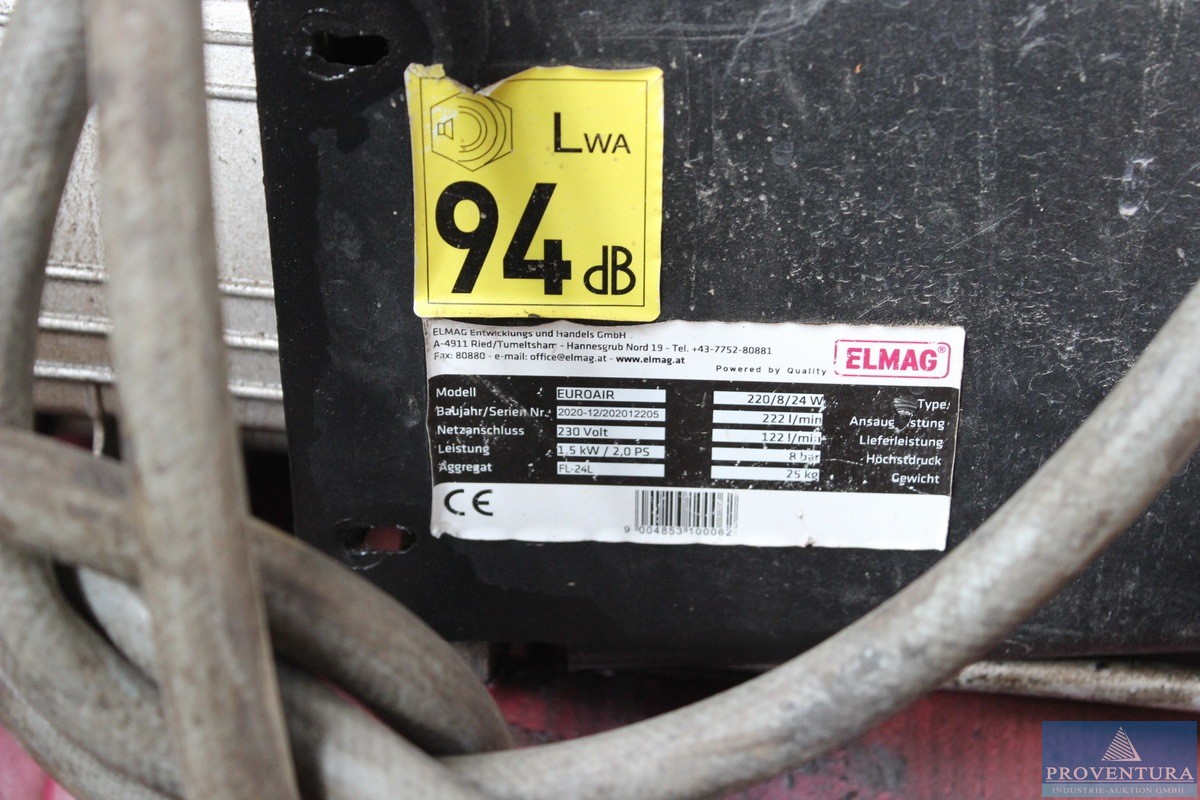 LWA
94 dB
ELMAG Entwicklungs und Handels GmbH
A-4911 Ried/Tumeltsham - Hannesgrub Nord 19 - Tel. +43-7752-80881
Fax: 80880 - e-mail: office@elmag.at - www.elmag.at
Powered by Quality
ELMAG®
Modell EUROAIR 220/8/24 W Type
Baujahr/Serien Nr. 2020-12/202012205 222 l/min
Netzanschluss 230 Volt 122 l/min Lieferleistung
Leistung 1,5 kW / 2,0 PS 8 bar Höchstdruck
Aggregat FL-24L 25 kg Gewicht
CE
9 004853 100062
PROVENTURA
INDUSTRIE-AUKTION GMBH